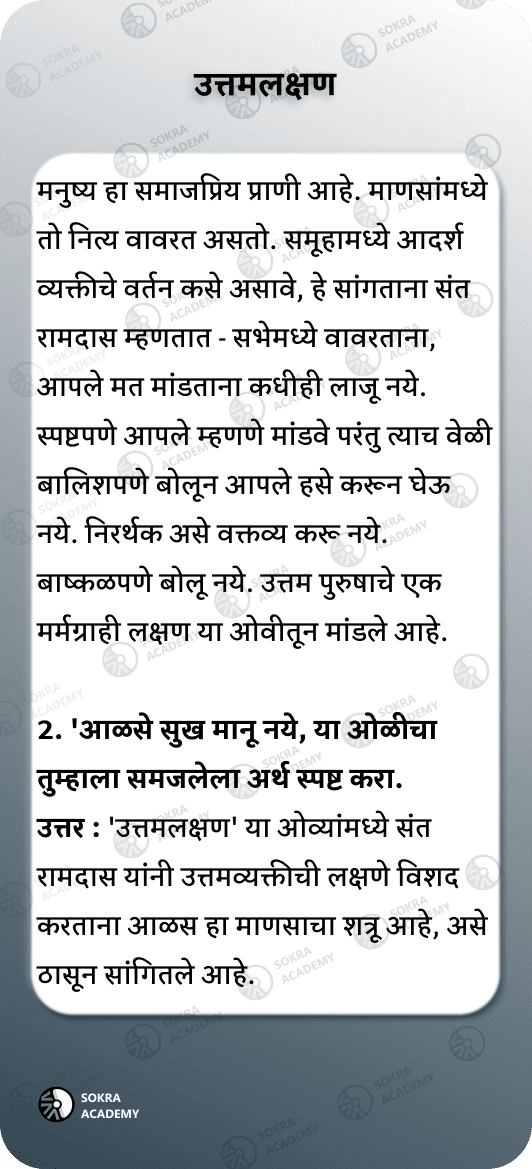 उत्तमलक्षण
मनुष्य हा समाजप्रिय प्राणी आहे. माणसांमध्ये
तो नित्य वावरत असतो. समूहामध्ये आदर्श
व्यक्तीचे वर्तन कसे असावे, हे सांगताना संत
रामदास म्हणतात - सभेमध्ये वावरताना,
आपले मत मांडताना कधीही लाजू नये.
स्पष्टपणे आपले म्हणणे मांडवे परंतु त्याच वेळी
बालिशपणे बोलून आपले हसे करून घेऊ
नये. निरर्थक असे वक्तव्य करू नये.
बाष्कळपणे बोलू नये. उत्तम पुरुषाचे एक
मर्मग्राही लक्षण या ओवीतून मांडले आहे.
2. 'आळसे सुख मानू नये, या ओळीचा
तुम्हाला समजलेला अर्थ स्पष्ट करा.
उत्तर : 'उत्तमलक्षण' या ओव्यांमध्ये संत
रामदास यांनी उत्तमव्यक्तीची लक्षणे विशद
करताना आळस हा माणसाचा शत्रू आहे, असे
ठासून सांगितले आहे.
SOKRA
ACADEMY